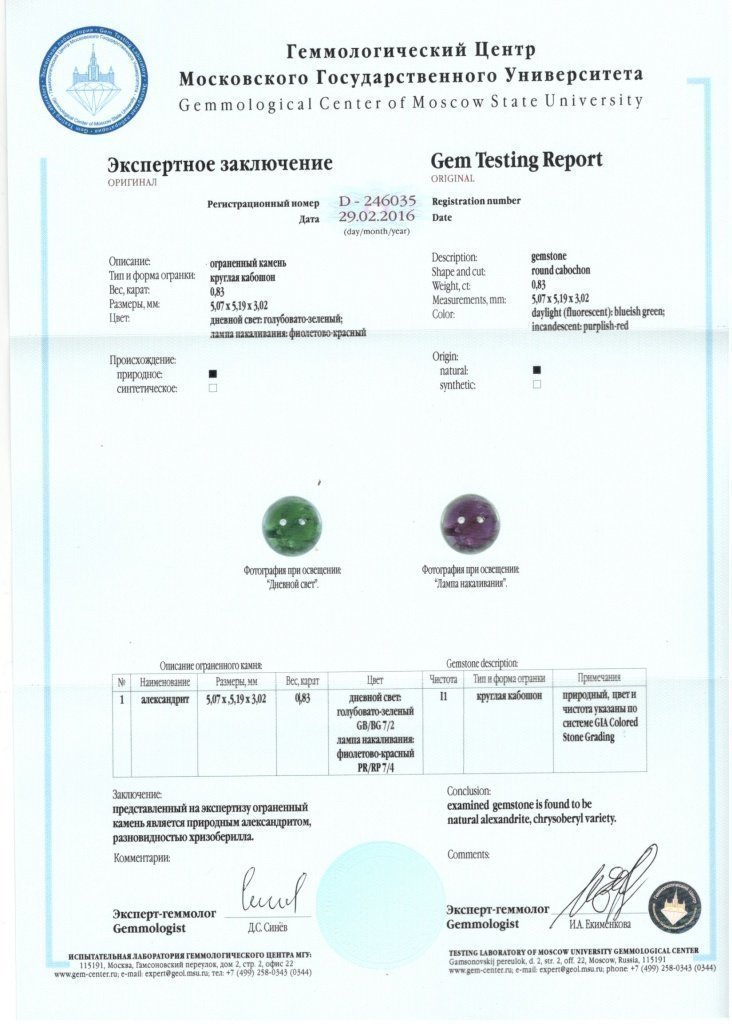 Геммологический Центр
Московского Государственного Университета
Gemmological Center of Moscow State University
Экспертное заключение
ОРИГИНАЛ
Gem Testing Report
ORIGINAL
Регистрационный номер D - 246035 Registration number
Дата 29.02.2016 Date
(day/month/year)
Описание: ограненный камень
Тип и форма огранки: круглая кабошон
Вес, карат: 0,83
Размеры, мм: 5,07 x 5,19 x 3,02
Цвет: дневной свет: голубовато-зеленый;
лампа накаливания: фиолетово-красный
Description: gemstone
Shape and cut: round cabochon
Weight, ct: 0,83
Measurements, mm: 5,07 x 5,19 x 3,02
Color: daylight (fluorescent): blueish green;
incandescent: purplish-red
Происхождение:
природное: ■
синтетическое: □
Origin:
natural: ■
synthetic: □
Фотография при освещении:
"Дневной свет".
Фотография при освещении:
"Лампа накаливания".
Описание ограненного камня:
Gemstone description:
№ Наименование Размеры, мм Вес, карат Цвет Чистота Тип и форма огранки Примечания
1 александрит 5,07 x ,5,19 x 3,02 0,83 дневной свет: I1 круглая кабошон природный, цвет и
голубовато-зеленый чистота указаны по
GB/BG 7/2 системе GIA Colored
лампа накаливания: Stone Grading
фиолетово-красный
PR/RP 7/4
Заключение:
представленный на экспертизу ограненный
камень является природным александритом,
разновидностью хризоберилла.
Комментарии:
Conclusion:
examined gemstone is found to be
natural alexandrite, chrysoberyl variety.
Comments:
Эксперт-геммолог
Gemmologist Д.С. Синёв
Эксперт-геммолог
Gemmologist И.А. Екименкова
ИСПЫТАТЕЛЬНАЯ ЛАБОРАТОРИЯ ГЕММОЛОГИЧЕСКОГО ЦЕНТРА МГУ:
115191, Москва, Гамсоновский переулок, дом 2, стр. 2, офис 22
www.gem-center.ru; e-mail: expert@geol.msu.ru, тел: +7 (499) 258-0343 (0344)
TESTING LABORATORY OF MOSCOW UNIVERSITY GEMMOLOGICAL CENTER
Gamsonovskij pereulok, d. 2, str. 2, off. 22, Moscow, Russia, 115191
www.gem-center.ru; e-mail: expert@geol.msu.ru; phone: +7 (499) 258-0343 (0344)